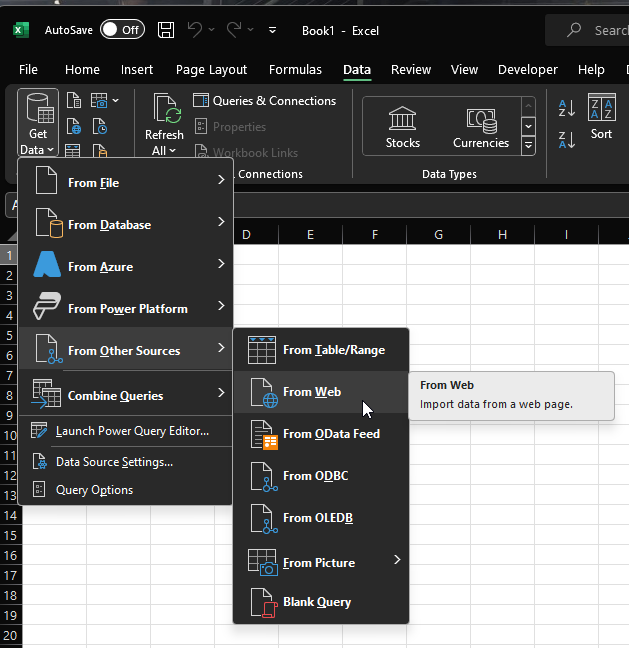 AutoSave Off Book1 - Excel Search
File Home Insert Page Layout Formulas Data Review View Developer Help
Get
Data
Refresh
All
Queries & Connections
Properties
Workbook Links
Connections
Stocks
Currencies
Data Types
A
Z
Z
A
Z A
A Z
Sort
A
D E F G H I
From File
From Database
From Azure
From Power Platform
From Other Sources
Combine Queries
Launch Power Query Editor...
Data Source Settings...
Query Options
From Table/Range
From Web
From OData Feed
From ODBC
From OLEDB
From Picture
Blank Query
From Web
Import data from a web page.
1
2
3
4
5
6
7
8
9
10
11
12
13
14
15
16
17
18
19
20